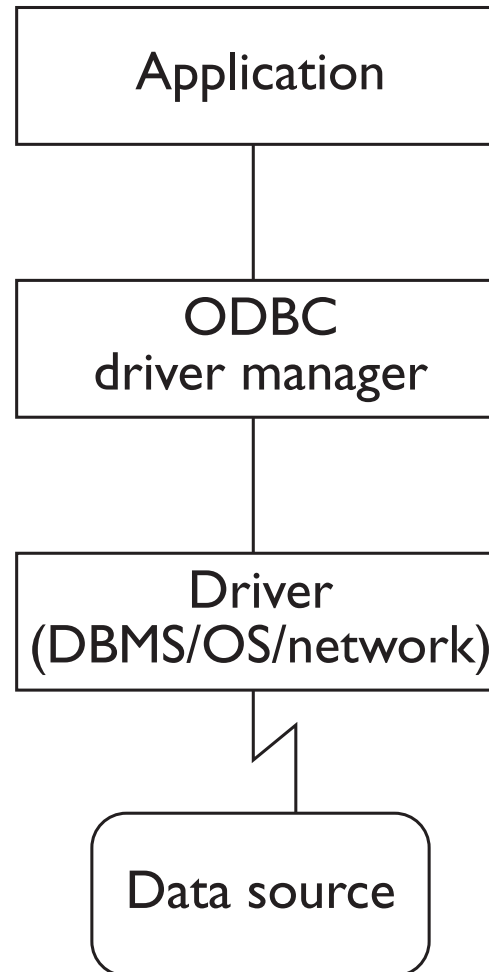 Application
ODBC
driver manager
Driver
(DBMS/OS/network)
Data source